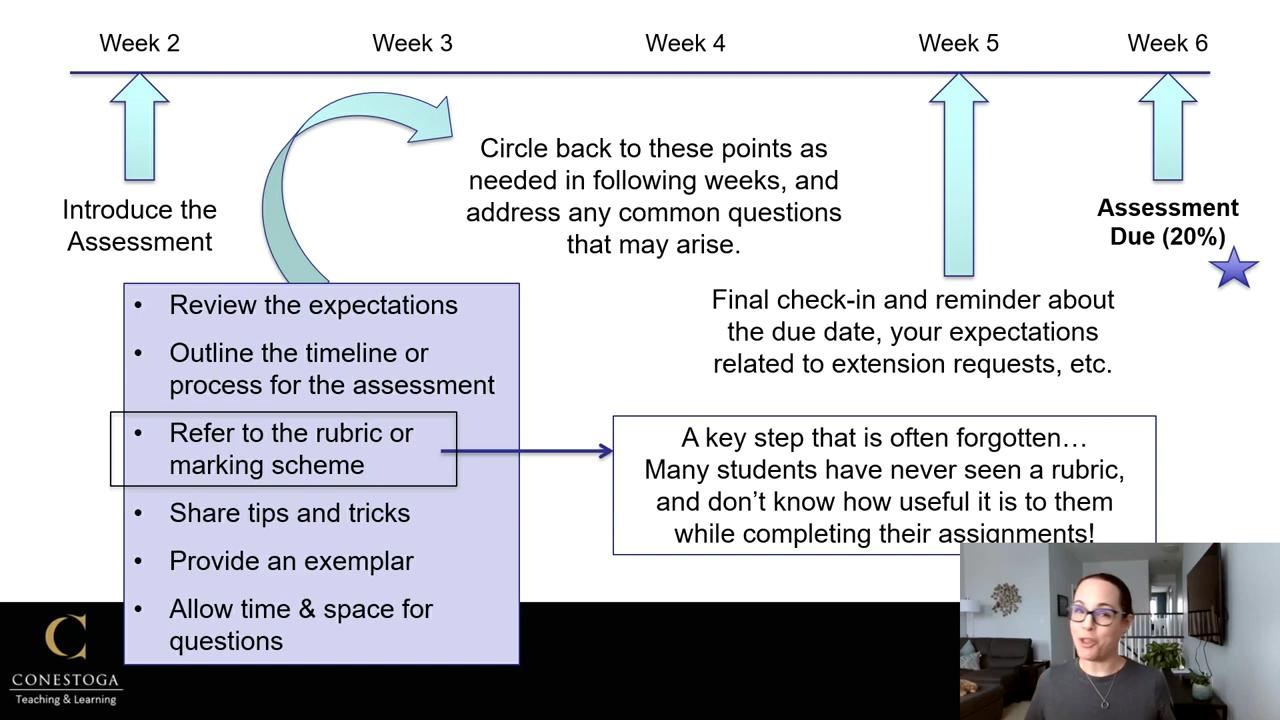 Week 2
Week 3
Week 4
Week 5
Week 6
Introduce the
Assessment
Circle back to these points as
needed in following weeks, and
address any common questions
that may arise.
Assessment
Due (20%)
Final check-in and reminder about
the due date, your expectations
related to extension requests, etc.
• Review the expectations
• Outline the timeline or
process for the assessment
• Refer to the rubric or
marking scheme
• Share tips and tricks
• Provide an exemplar
• Allow time & space for
questions
A key step that is often forgotten…
Many students have never seen a rubric,
and don’t know how useful it is to them
while completing their assignments!
C
CONESTOGA
Teaching & Learning